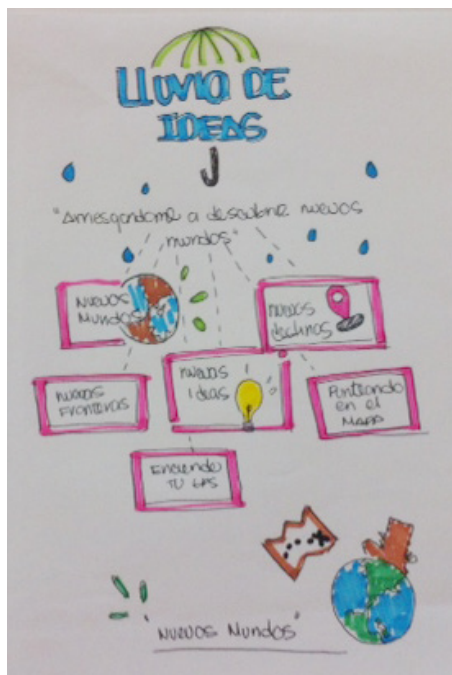 LLUVIA DE
IDEAS
"Arriesgandome a descubrir nuevos
mundos"
NUEVOS
MUNDOS
nuevos
destinos
nuevas
Fronteras
nuevas
Ideas
Punteando
en el
MAPA
Enciende
TU GPS
NUEVOS MUNDOS"